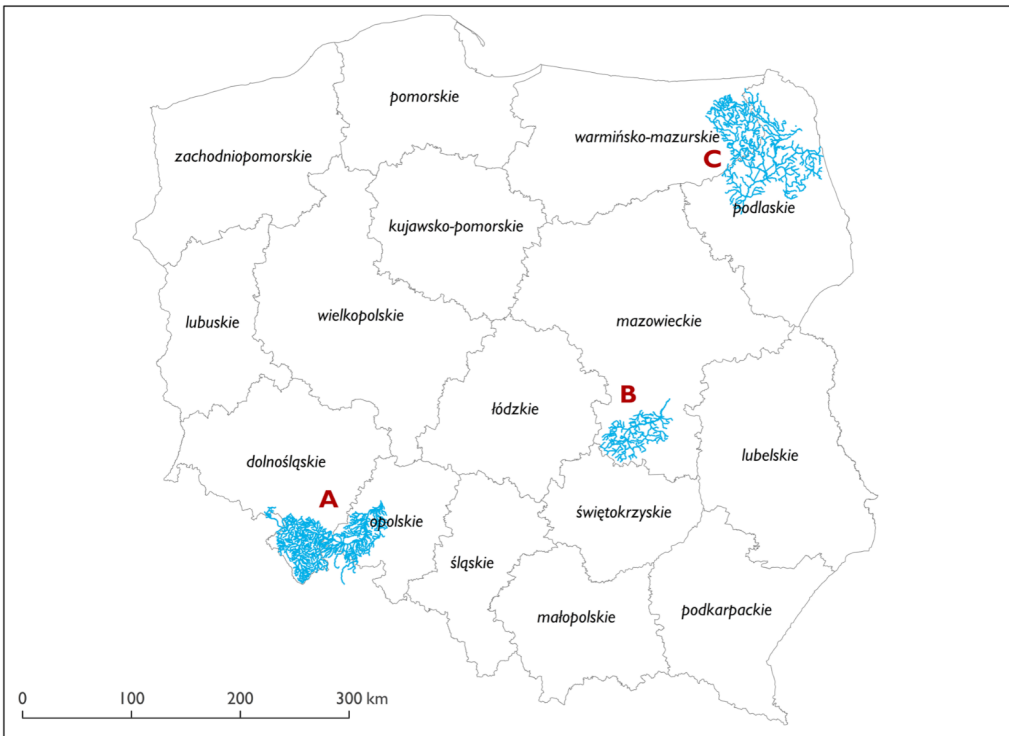 pomorskie
warmińsko-mazurskie
zachodniopomorskie
C
podlaskie
kujawsko-pomorskie
lubuskie
wielkopolskie
mazowieckie
B
łódzkie
dolnośląskie
lubelskie
A
opolskie
świętokrzyskie
śląskie
małopolskie
podkarpackie
0 100 200 300 km